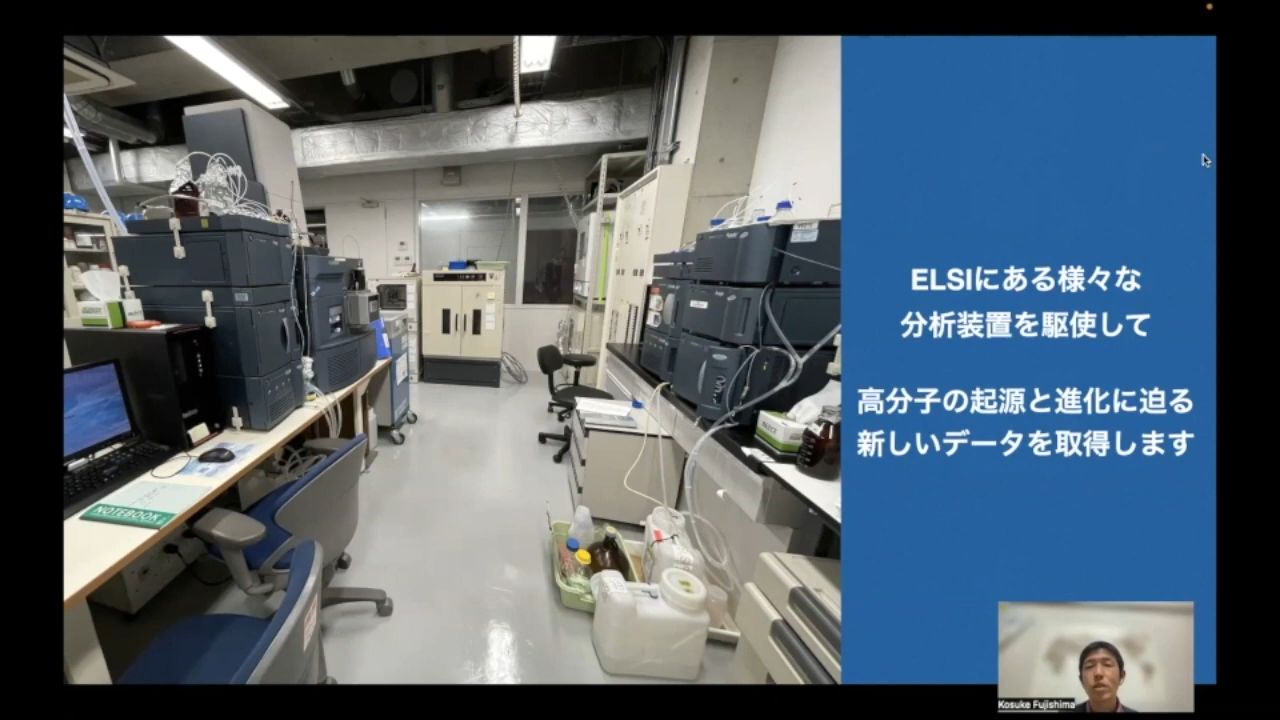 ELSIにある様々な
分析装置を駆使して
高分子の起源と進化に迫る
新しいデータを取得します
NOTEBOOK
Kosuke Fujishima